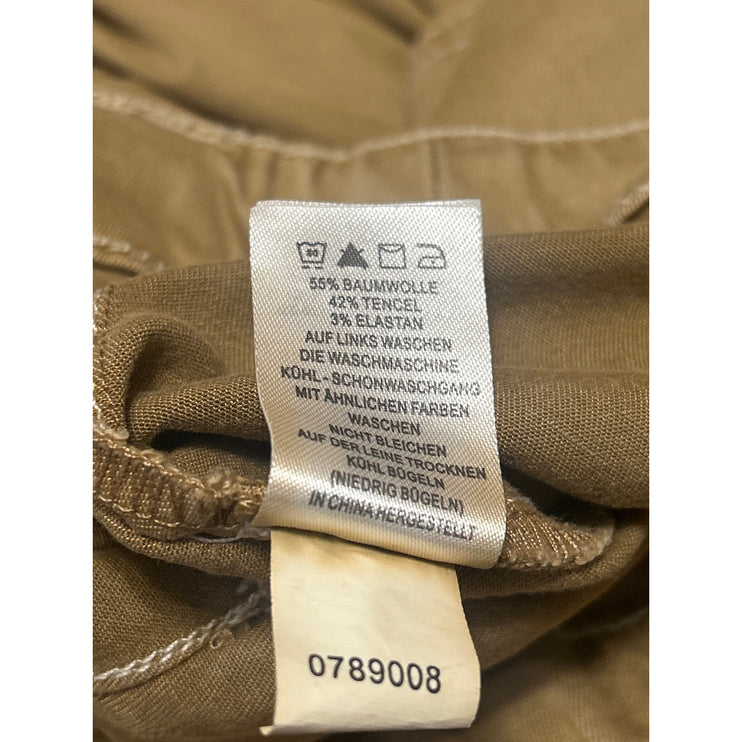 30
55% BAUMWOLLE
42% TENCEL
3% ELASTAN
AUF LINKS WASCHEN
DIE WASCHMASCHINE
KÜHL - SCHONWASCHGANG
MIT ÄHNLICHEN FARBEN
WASCHEN
NICHT BLEICHEN
AUF DER LEINE TROCKNEN
KÜHL BÜGELN
(NIEDRIG BÜGELN)
IN CHINA HERGESTELLT
0789008